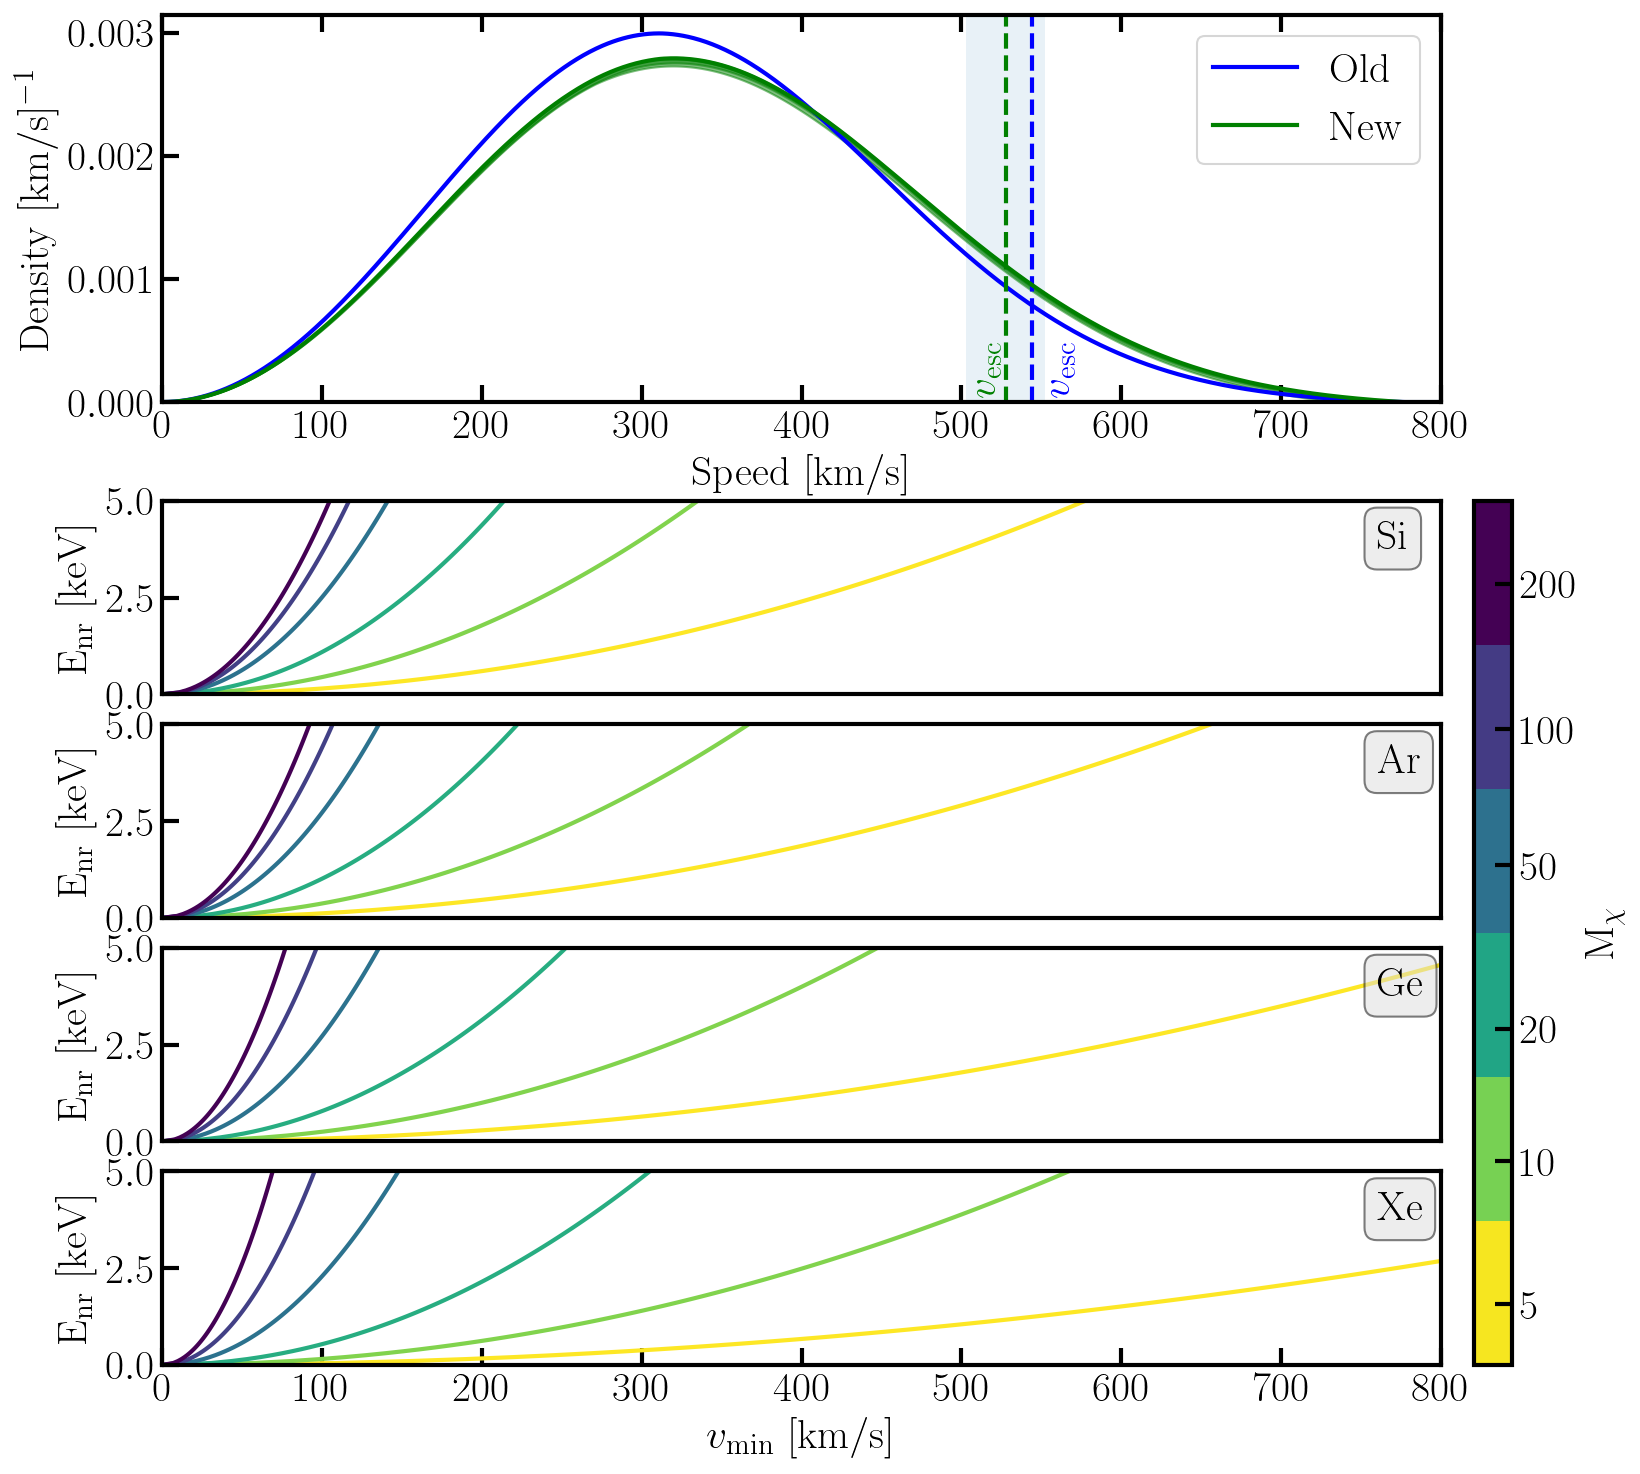 Density [km/s]⁻¹
0.003
0.002
0.001
0.000
Old
New
v_esc
v_esc
0 100 200 300 400 500 600 700 800
Speed [km/s]
E_nr [keV]
5.0
2.5
0.0
Si
E_nr [keV]
5.0
2.5
0.0
Ar
E_nr [keV]
5.0
2.5
0.0
Ge
E_nr [keV]
5.0
2.5
0.0
Xe
0 100 200 300 400 500 600 700 800
v_min [km/s]
200
100
50
20
10
5
M_χ